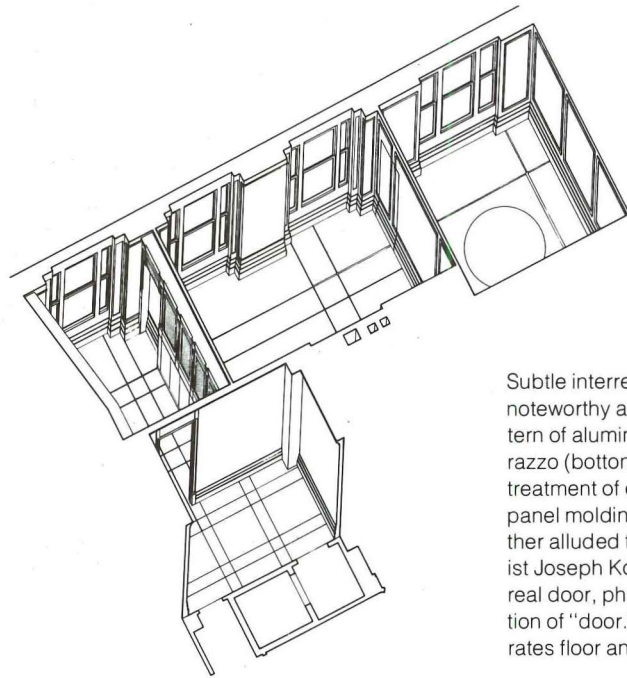 Subtle interre
noteworthy a
tern of alumin
razzo (bottom
treatment of
panel moldin
ther alluded
ist Joseph Ko
real door, ph
tion of "door.
rates floor an